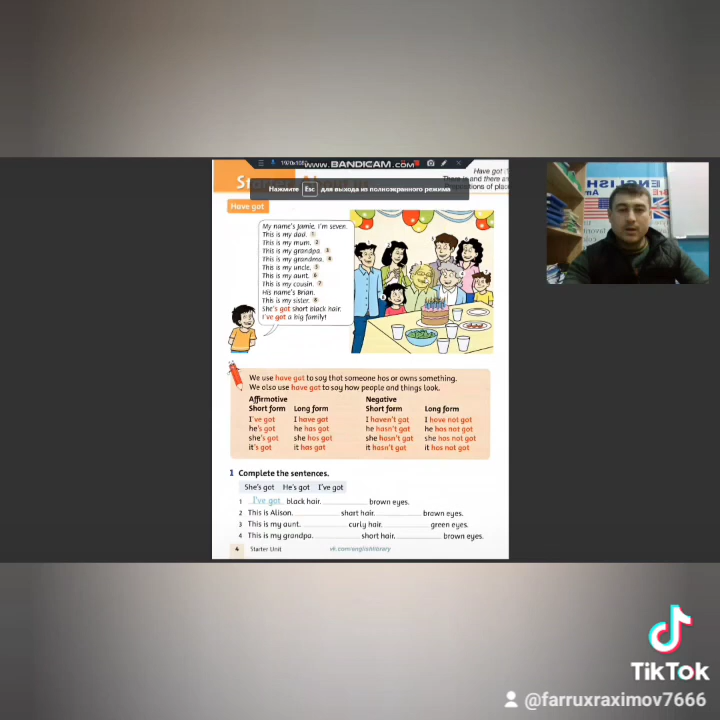 1970x1080
www.BANDICAM.com
Нажмите Esc для выхода из полноэкранного режима
Have got
My name's Jamie. I'm seven.
This is my dad. 1
This is my mum. 2
This is my grandpa. 3
This is my grandma. 4
This is my uncle. 5
This is my aunt. 6
This is my cousin. 7
His name's Brian.
This is my sister. 8
She's got short black hair.
I've got a big family!
We use have got to say that someone has or owns something.
We also use have got to say how people and things look.
Affirmative Negative
Short form Long form Short form Long form
I've got I have got I haven't got I have not got
he's got he has got he hasn't got he has not got
she's got she has got she hasn't got she has not got
it's got it has got it hasn't got it has not got
1 Complete the sentences.
She's got He's got I've got
1 I've got black hair. brown eyes.
2 This is Alison. short hair. brown eyes.
3 This is my aunt. curly hair. green eyes.
4 This is my grandpa. short hair. brown eyes.
4 Starter Unit vk.com/englishlibrary
ENGLISH
TikTok
@farruxraximov7666